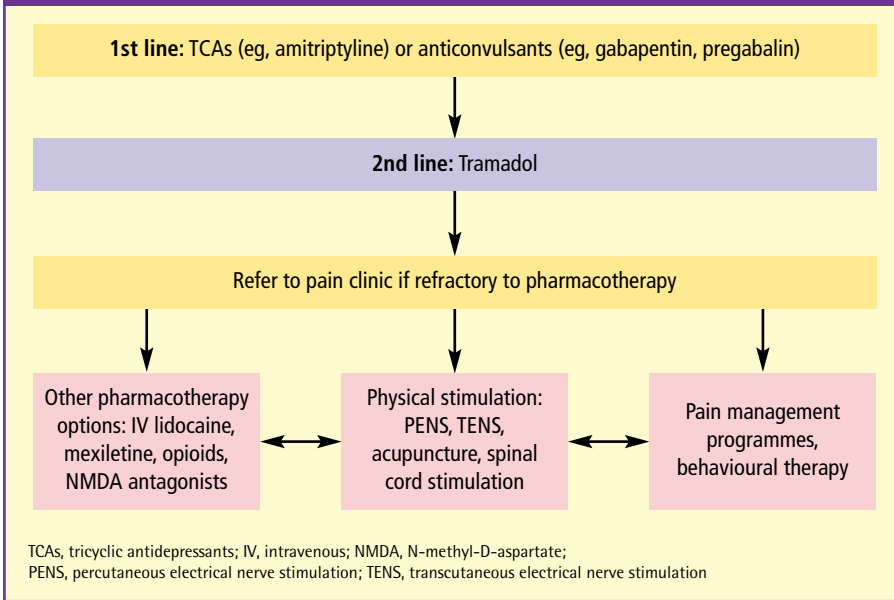 1st line: TCAs (eg, amitriptyline) or anticonvulsants (eg, gabapentin, pregabalin)
2nd line: Tramadol
Refer to pain clinic if refractory to pharmacotherapy
Other pharmacotherapy
options: IV lidocaine,
mexiletine, opioids,
NMDA antagonists
Physical stimulation:
PENS, TENS,
acupuncture, spinal
cord stimulation
Pain management
programmes,
behavioural therapy
TCAs, tricyclic antidepressants; IV, intravenous; NMDA, N-methyl-D-aspartate;
PENS, percutaneous electrical nerve stimulation; TENS, transcutaneous electrical nerve stimulation